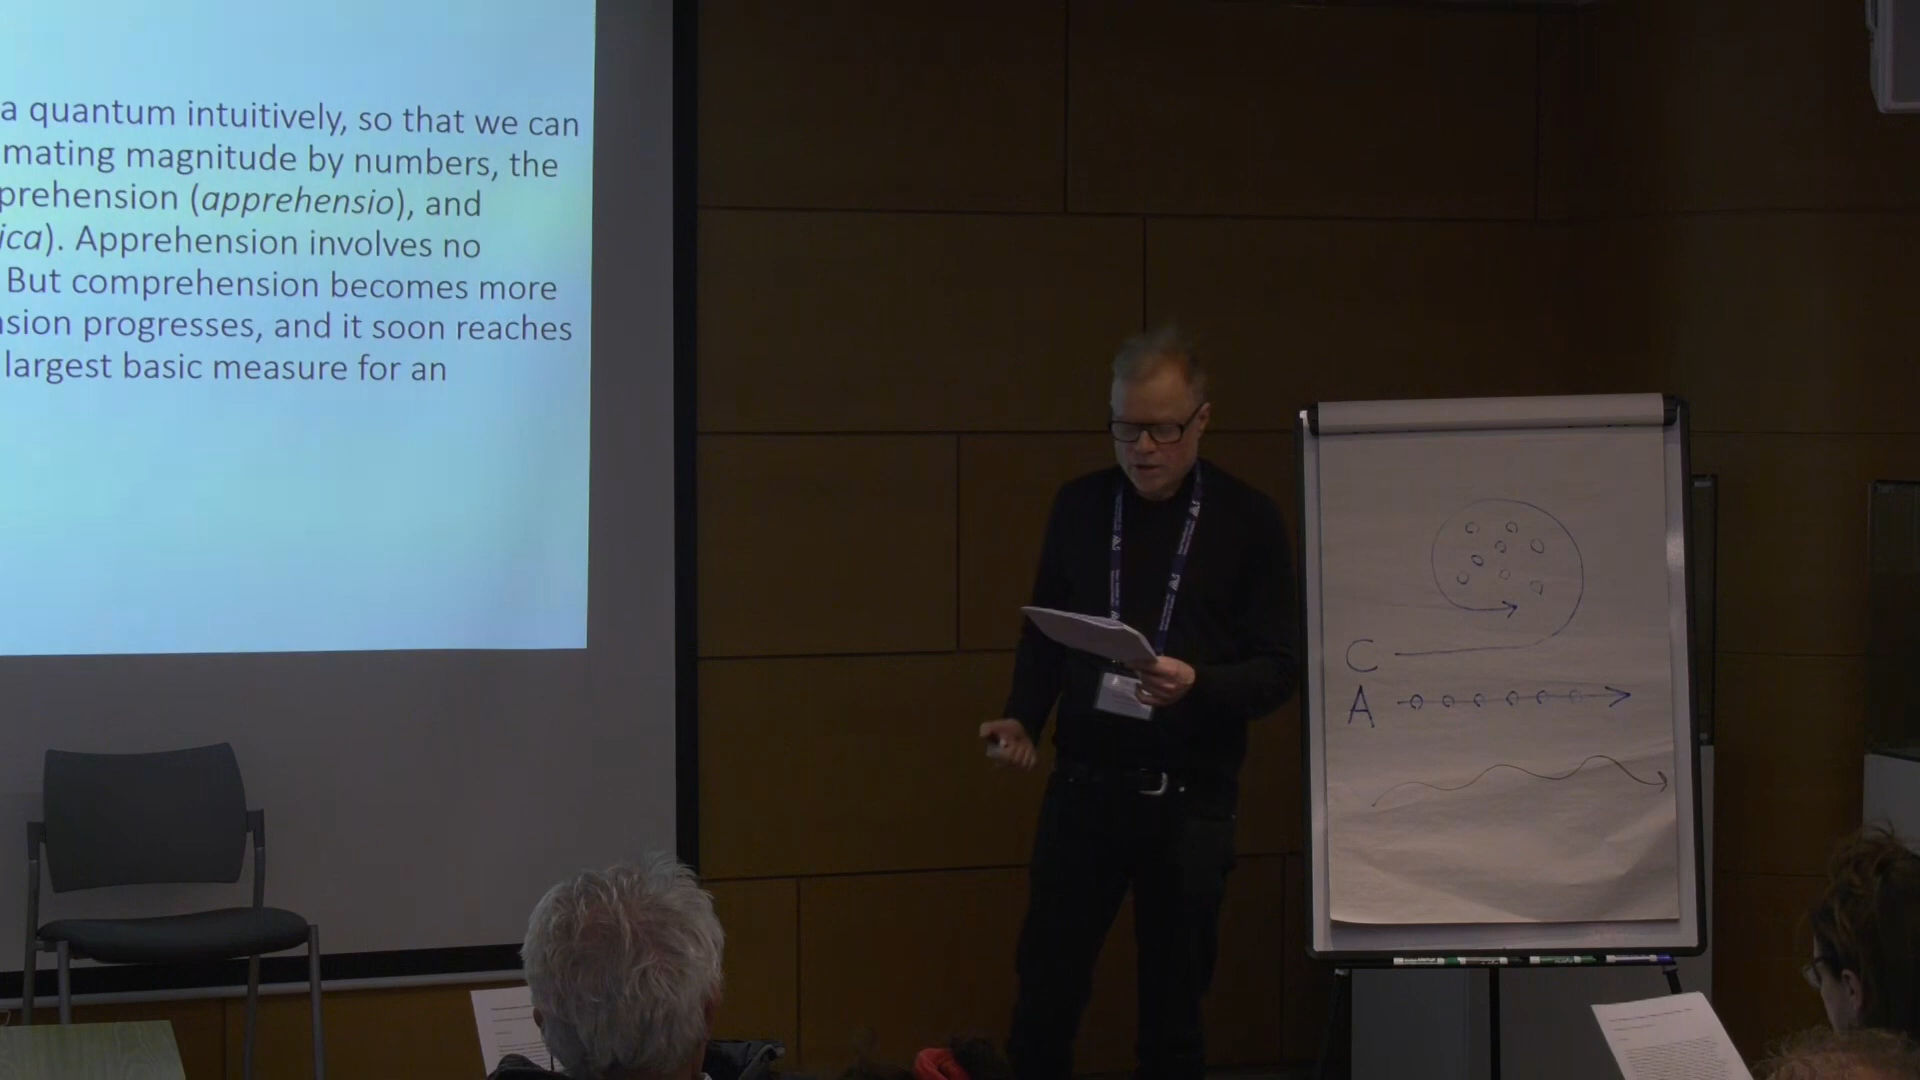 a quantum intuitively, so that we can
mating magnitude by numbers, the
prehension (apprehensio), and
ica). Apprehension involves no
But comprehension becomes more
nsion progresses, and it soon reaches
largest basic measure for an
C
A